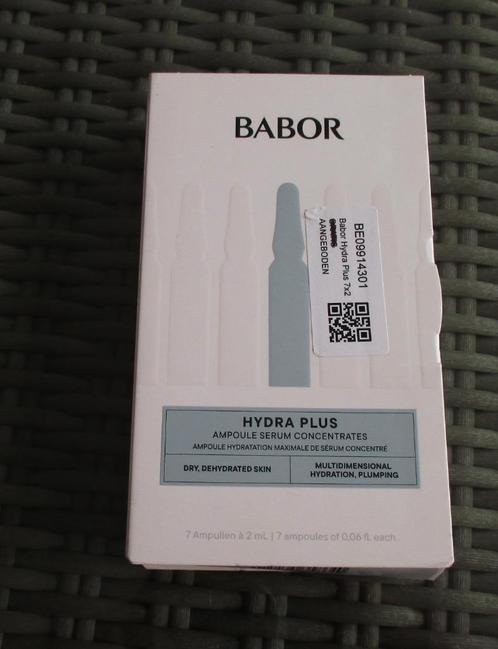 BABOR
BE09914301
Babor Hydra Plus 7x2
AANGEBODEN
HYDRA PLUS
AMPOULE SERUM CONCENTRATES
AMPOULE HYDRATATION MAXIMALE DE SÉRUM CONCENTRÉ
DRY, DEHYDRATED SKIN
MULTIDIMENSIONAL
HYDRATION, PLUMPING
7 Ampullen à 2 mL | 7 ampoules of 0.06 fl. each